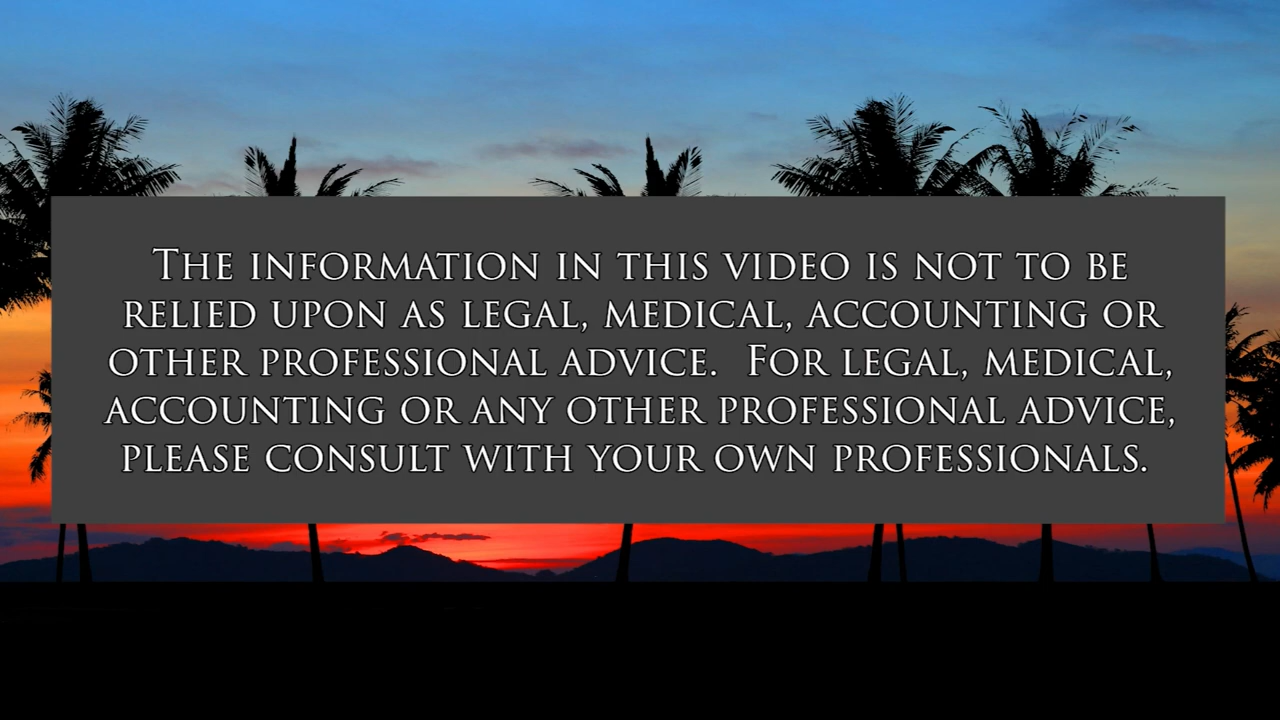 The information in this video is not to be
relied upon as legal, medical, accounting or
other professional advice.  For legal, medical,
accounting or any other professional advice,
please consult with your own professionals.